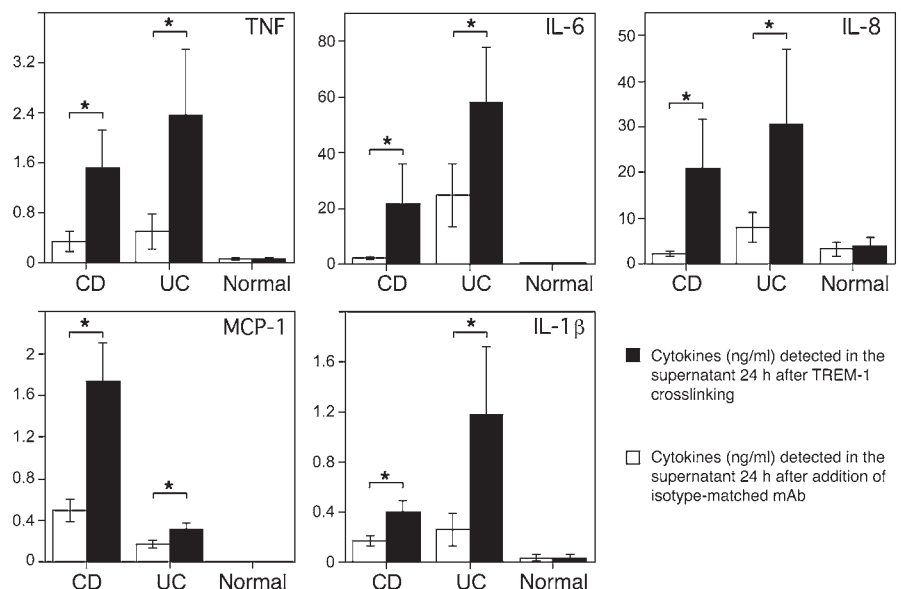 TNF
3.2
2.4
1.6
0.8
0
*
*
CD UC Normal
IL-6
80
60
40
20
0
*
*
CD UC Normal
IL-8
50
40
30
20
10
0
*
*
CD UC Normal
MCP-1
2
1.6
1.2
0.8
0.4
0
*
*
CD UC Normal
IL-1β
1.6
1.2
0.8
0.4
0
*
*
CD UC Normal
Cytokines (ng/ml) detected in the
supernatant 24 h after TREM-1
crosslinking
Cytokines (ng/ml) detected in the
supernatant 24 h after addition of
isotype-matched mAb